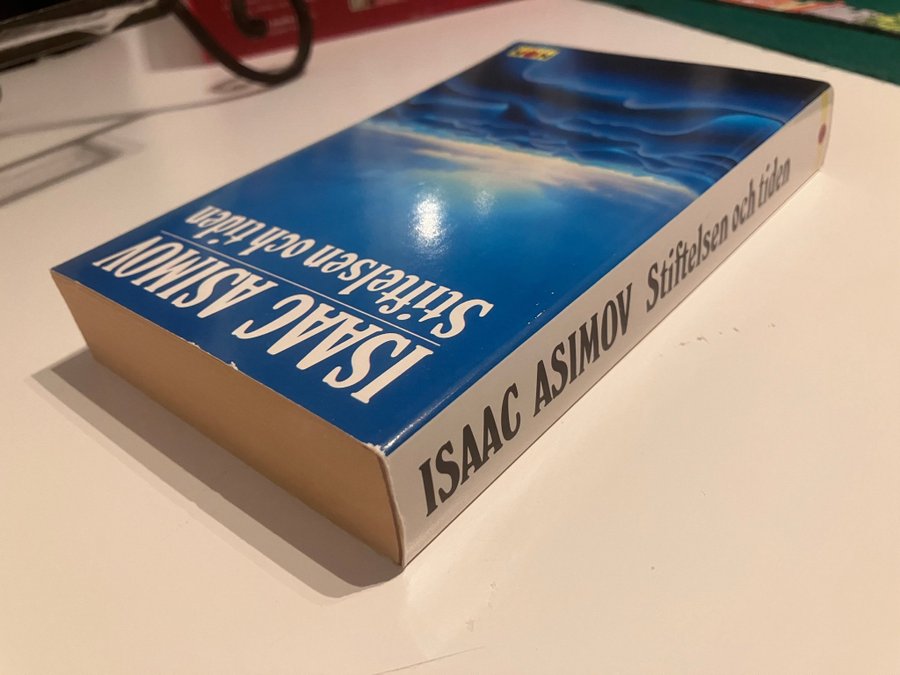 ISAAC ASIMOV
Stiftelsen och tiden
ISAAC ASIMOV Stiftelsen och tiden